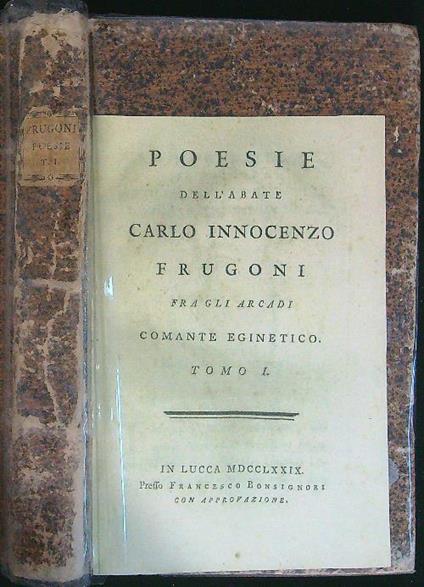 FRUGONI
POESIE
T. I.
POESIE
DELL'ABATE
CARLO INNOCENZO
FRUGONI
FRA GLI ARCADI
COMANTE EGINETICO.
TOMO I.
IN LUCCA MDCCLXXIX.
Presso FRANCESCO BONSIGNORI
CON APPROVAZIONE.